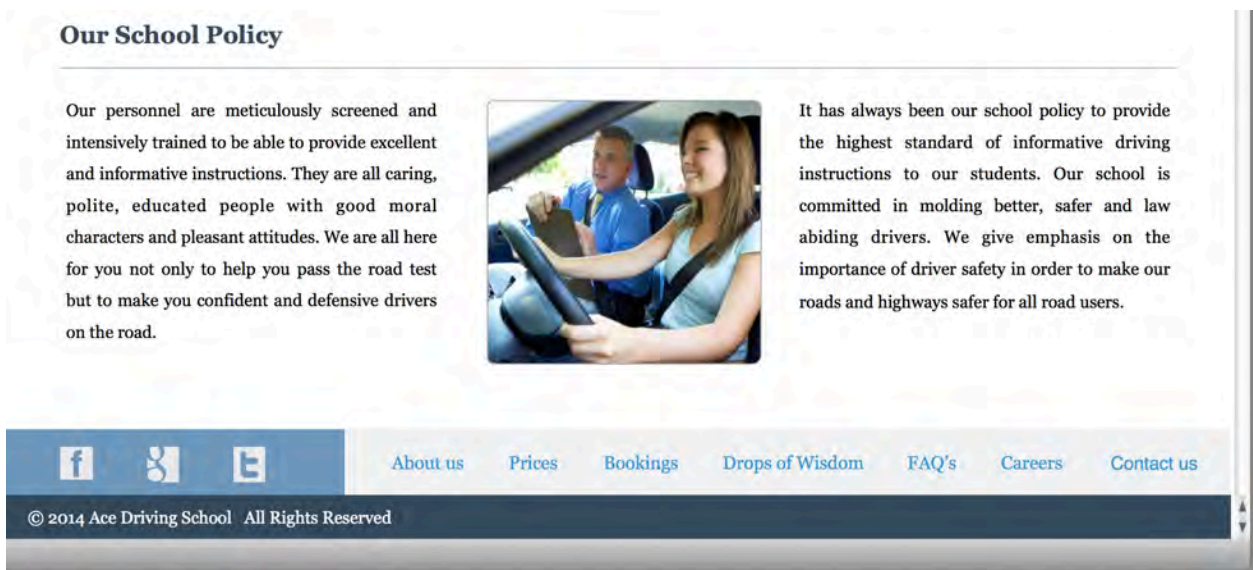 Our School Policy
Our personnel are meticulously screened and
intensively trained to be able to provide excellent
and informative instructions. They are all caring,
polite, educated people with good moral
characters and pleasant attitudes. We are all here
for you not only to help you pass the road test
but to make you confident and defensive drivers
on the road.
It has always been our school policy to provide
the highest standard of informative driving
instructions to our students. Our school is
committed in molding better, safer and law
abiding drivers. We give emphasis on the
importance of driver safety in order to make our
roads and highways safer for all road users.
About us Prices Bookings Drops of Wisdom FAQ's Careers Contact us
© 2014 Ace Driving School All Rights Reserved